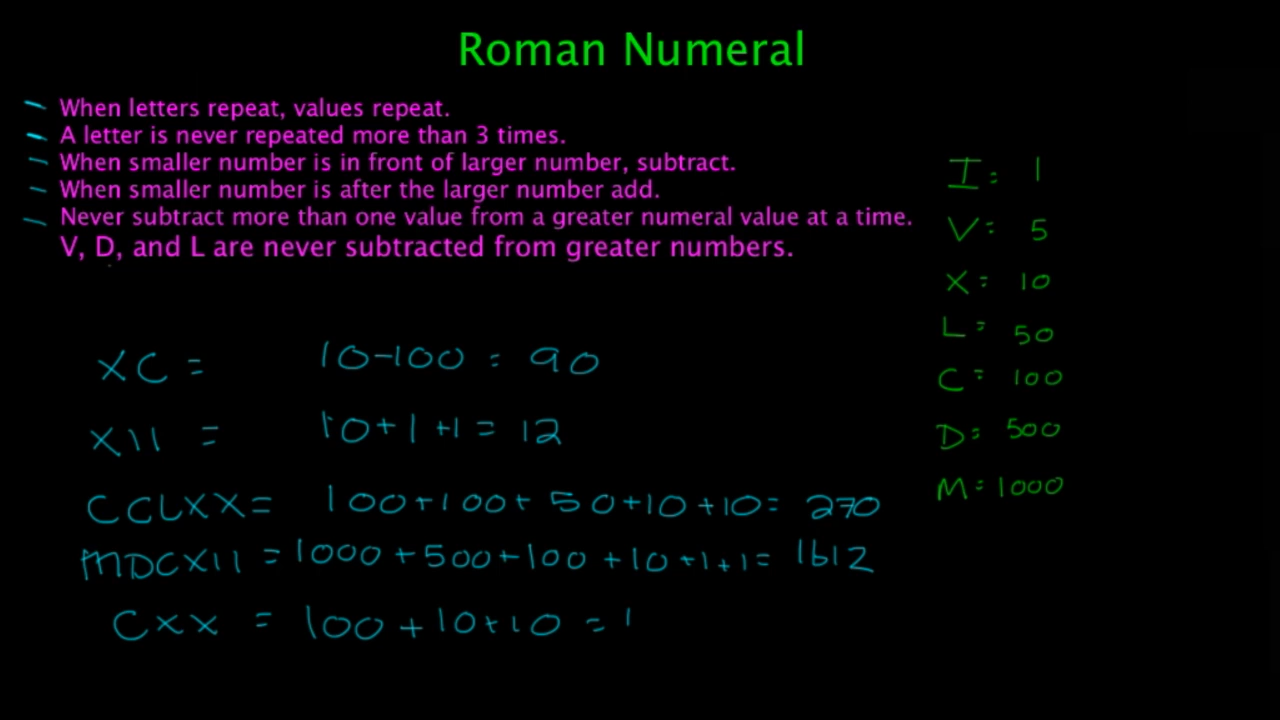 Roman Numeral
– When letters repeat, values repeat.
– A letter is never repeated more than 3 times.
– When smaller number is in front of larger number, subtract.
– When smaller number is after the larger number add.
– Never subtract more than one value from a greater numeral value at a time.
V, D, and L are never subtracted from greater numbers.
I = 1
V = 5
X = 10
L = 50
C = 100
D = 500
M = 1000
XC = 10-100 = 90
XII = 10+1+1 = 12
CCLXX = 100+100+50+10+10 = 270
MDCXII = 1000+500+100+10+1+1 = 1612
CXX = 100+10+10 = 1